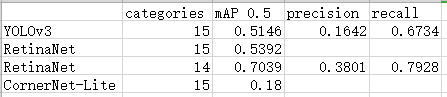 categories mAP 0.5 precision recall
YOLOv3 15 0.5146 0.1642 0.6734
RetinaNet 15 0.5392
RetinaNet 14 0.7039 0.3801 0.7928
CornerNet-Lite 15 0.18